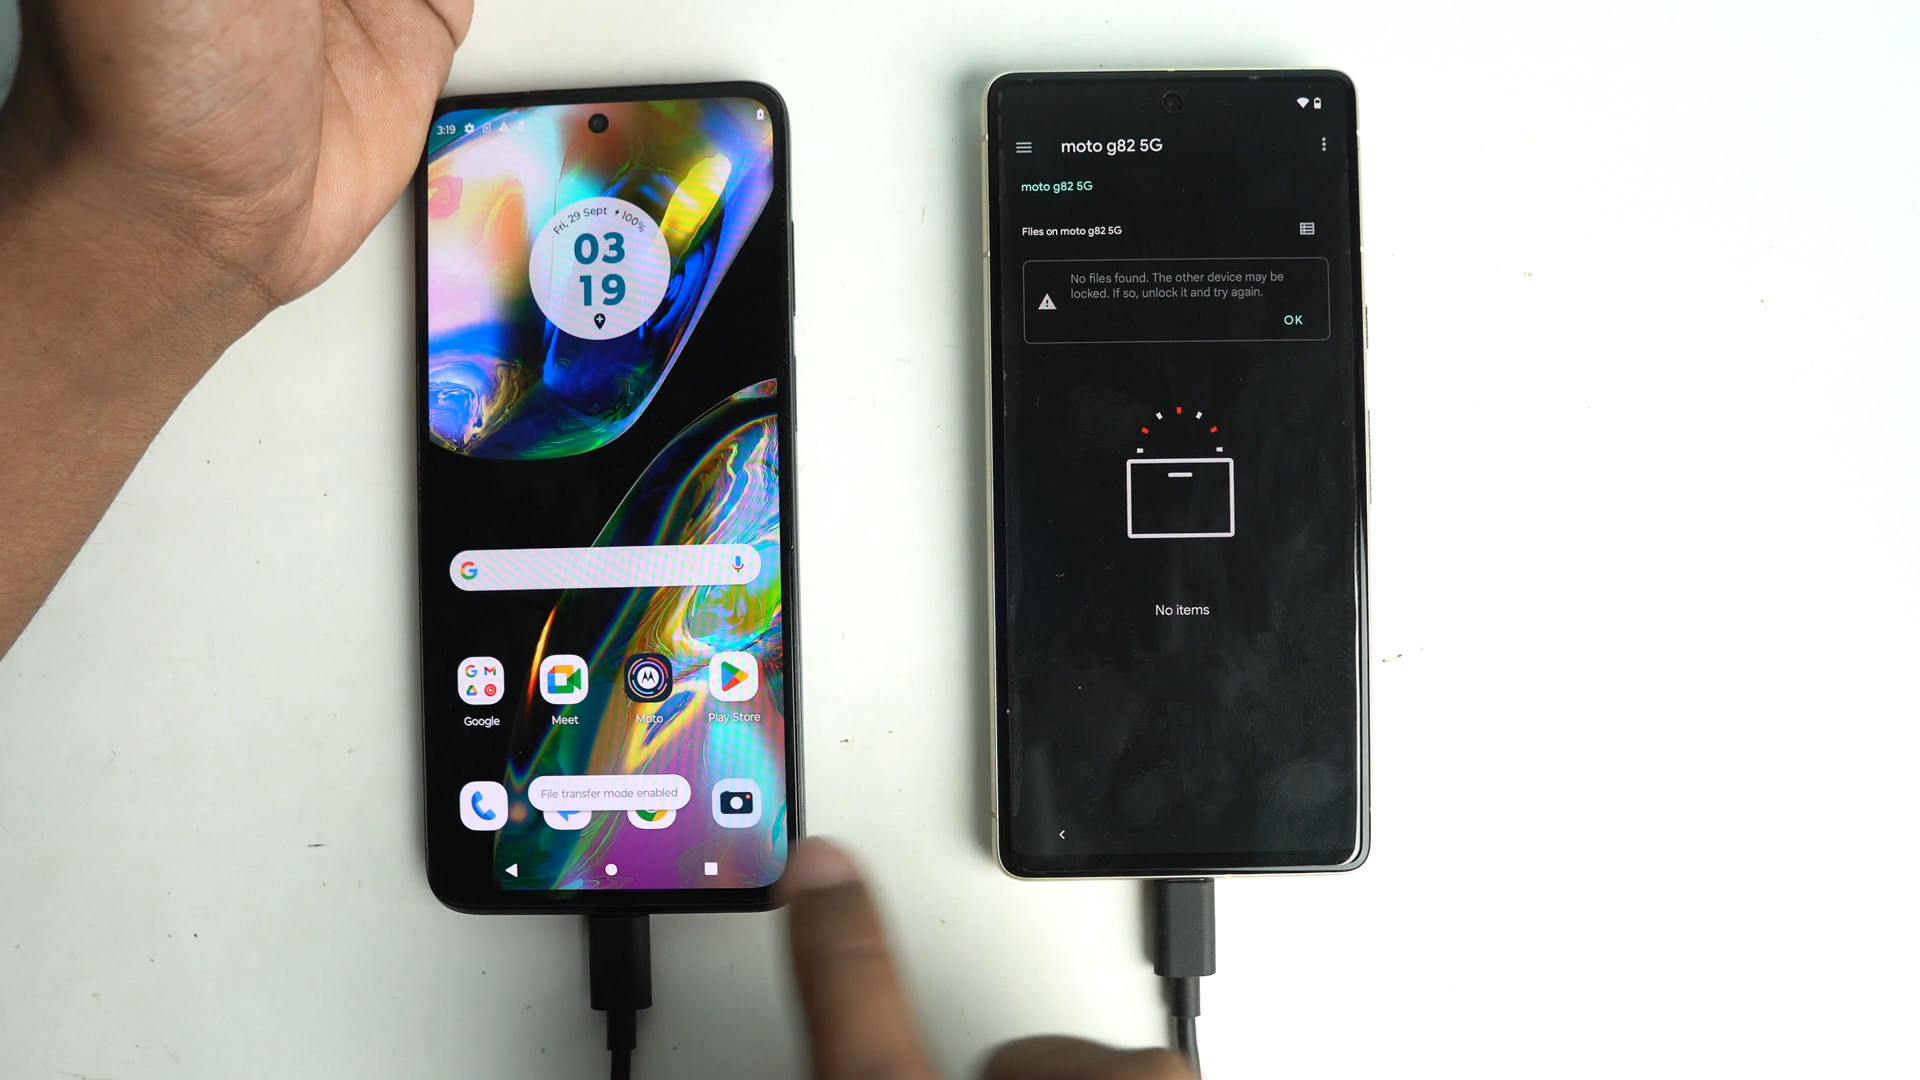 3:19
Fri, 29 Sept 100%
03
19
Google
Meet
Moto
Play Store
File transfer mode enabled
moto g82 5G
moto g82 5G
Files on moto g82 5G
No files found. The other device may be
locked. If so, unlock it and try again.
OK
No items